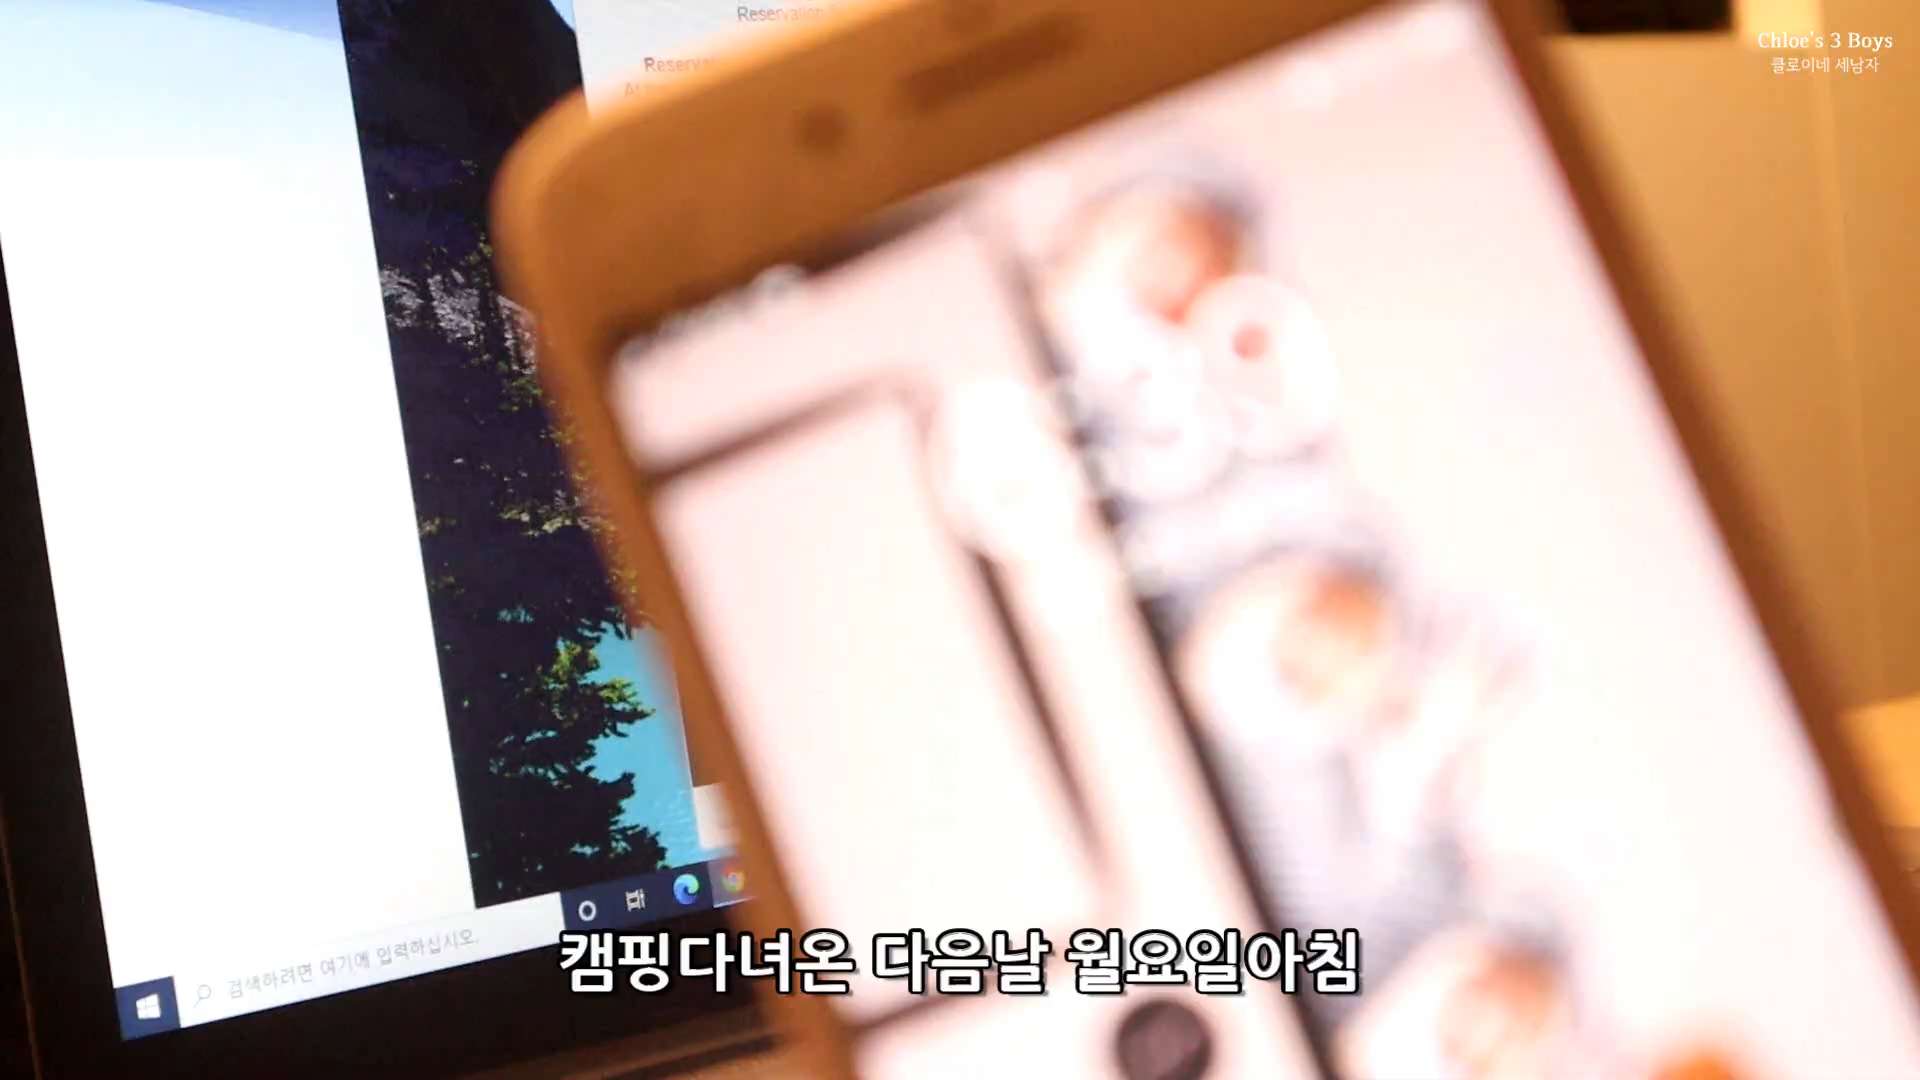 Chloe's 3 Boys
클로이네 세남자
Reservation
검색하려면 여기에 입력하십시오.
캠핑다녀온 다음날 월요일아침